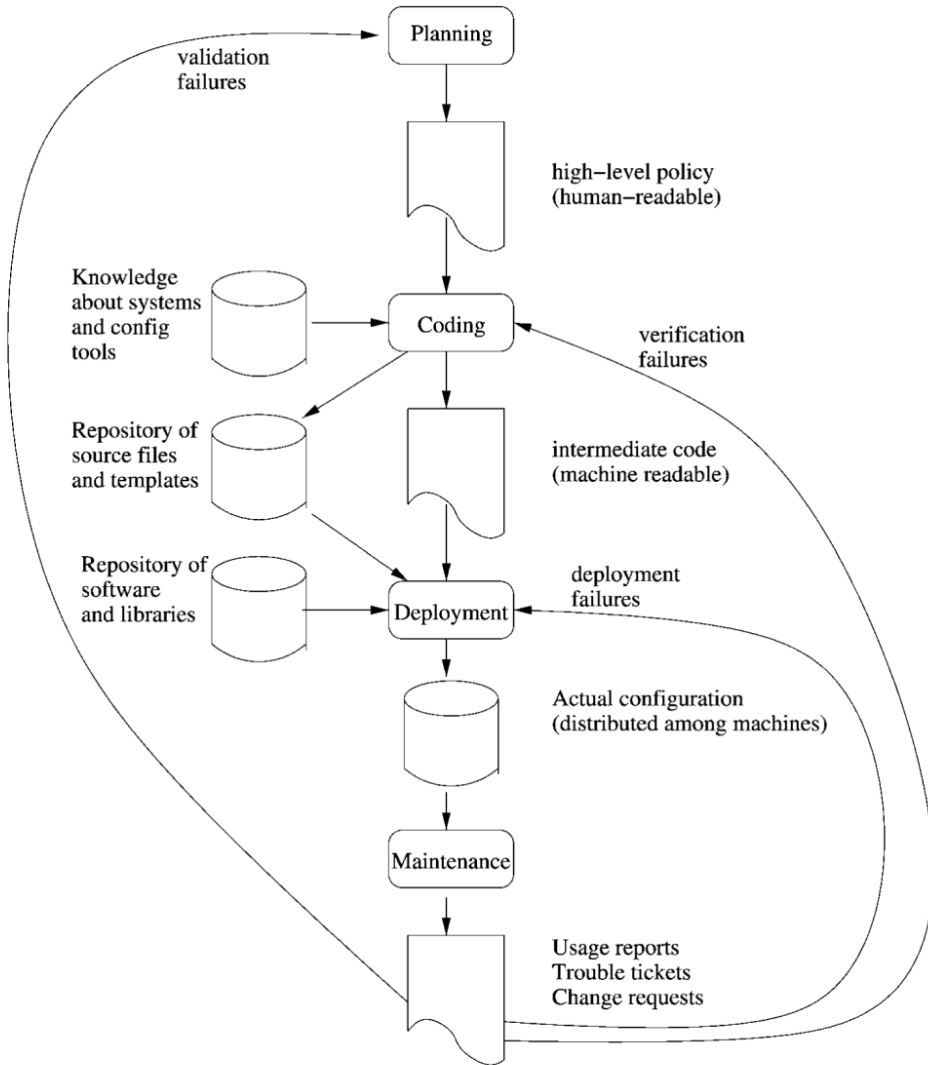 Planning
validation
failures
high−level policy
(human−readable)
Knowledge
about systems
and config
tools
Coding
verification
failures
Repository of
source files
and templates
intermediate code
(machine readable)
Repository of
software
and libraries
deployment
failures
Deployment
Actual configuration
(distributed among machines)
Maintenance
Usage reports
Trouble tickets
Change requests